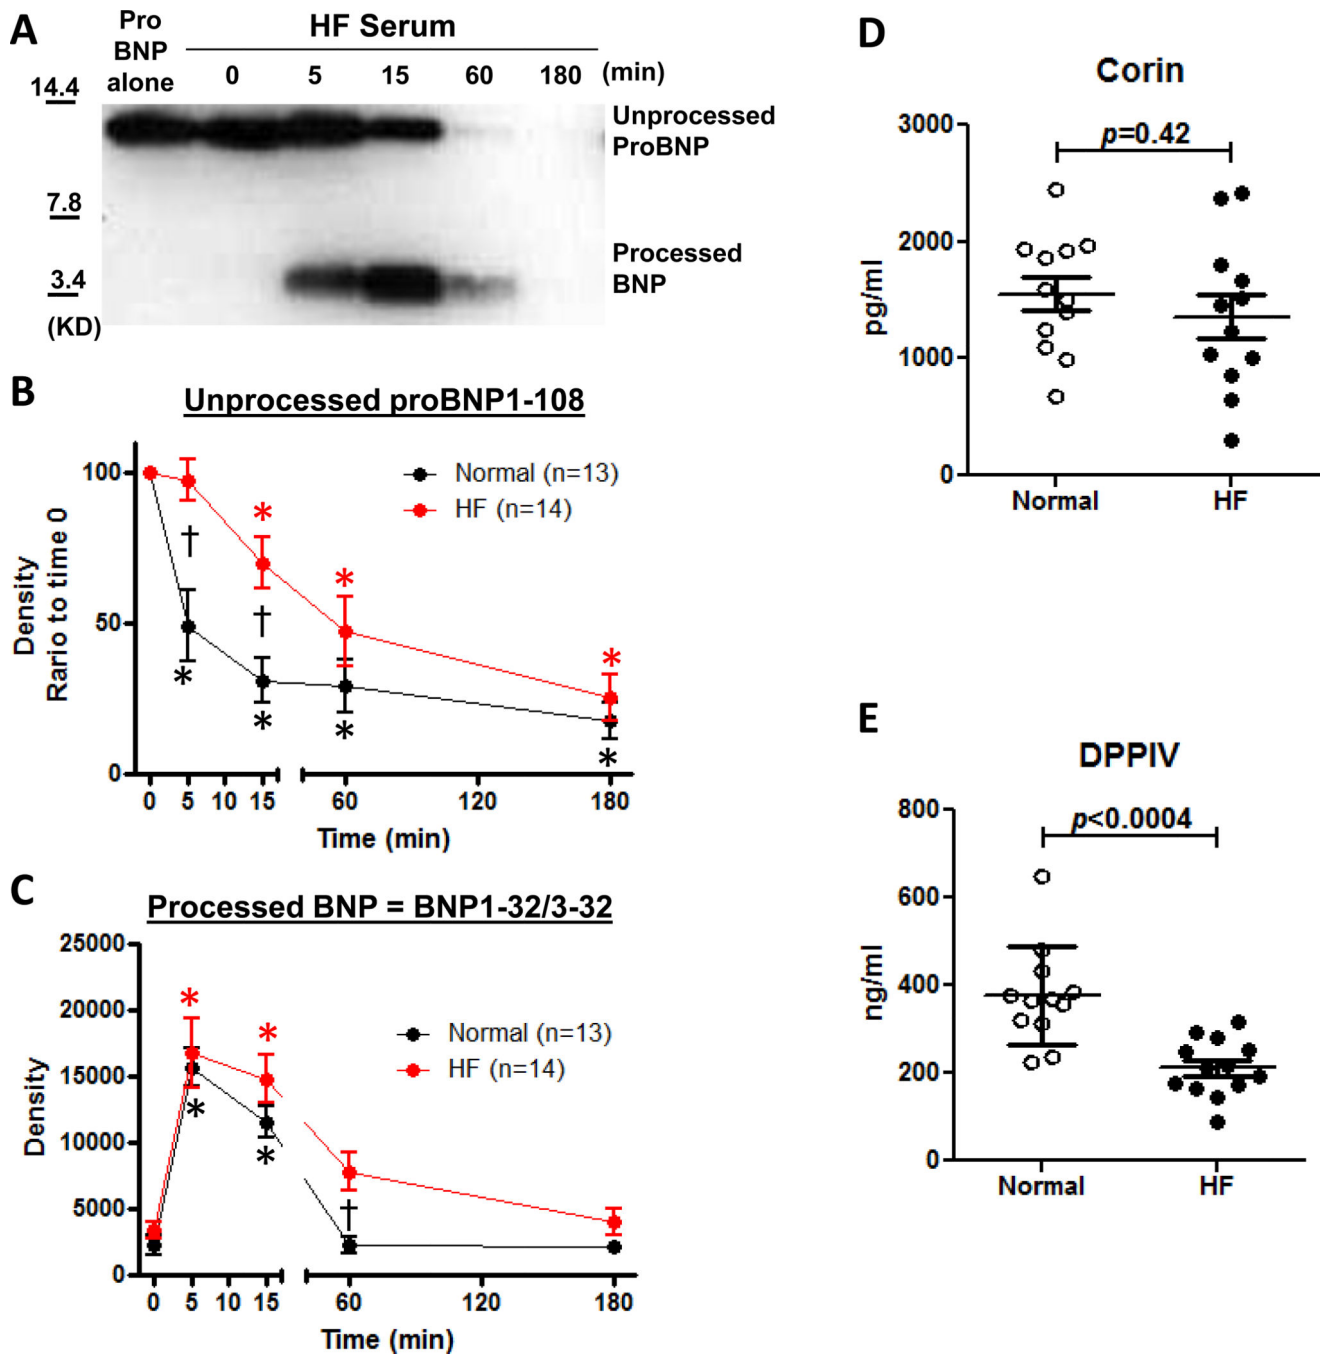 A
Pro
BNP
alone
HF Serum
0 5 15 60 180 (min)
14.4
7.8
3.4
(KD)
Unprocessed
ProBNP
Processed
BNP
B
Unprocessed proBNP1-108
Density
Rario to time 0
100
50
0
† †
* * * *
* * * *
Normal (n=13)
HF (n=14)
0 5 10 15 60 120 180
Time (min)
C
Processed BNP = BNP1-32/3-32
Density
25000
20000
15000
10000
5000
0
* *
* *
†
Normal (n=13)
HF (n=14)
0 5 10 15 60 120 180
Time (min)
D
Corin
p=0.42
pg/ml
3000
2000
1000
0
Normal HF
E
DPPIV
p<0.0004
ng/ml
800
600
400
200
0
Normal HF